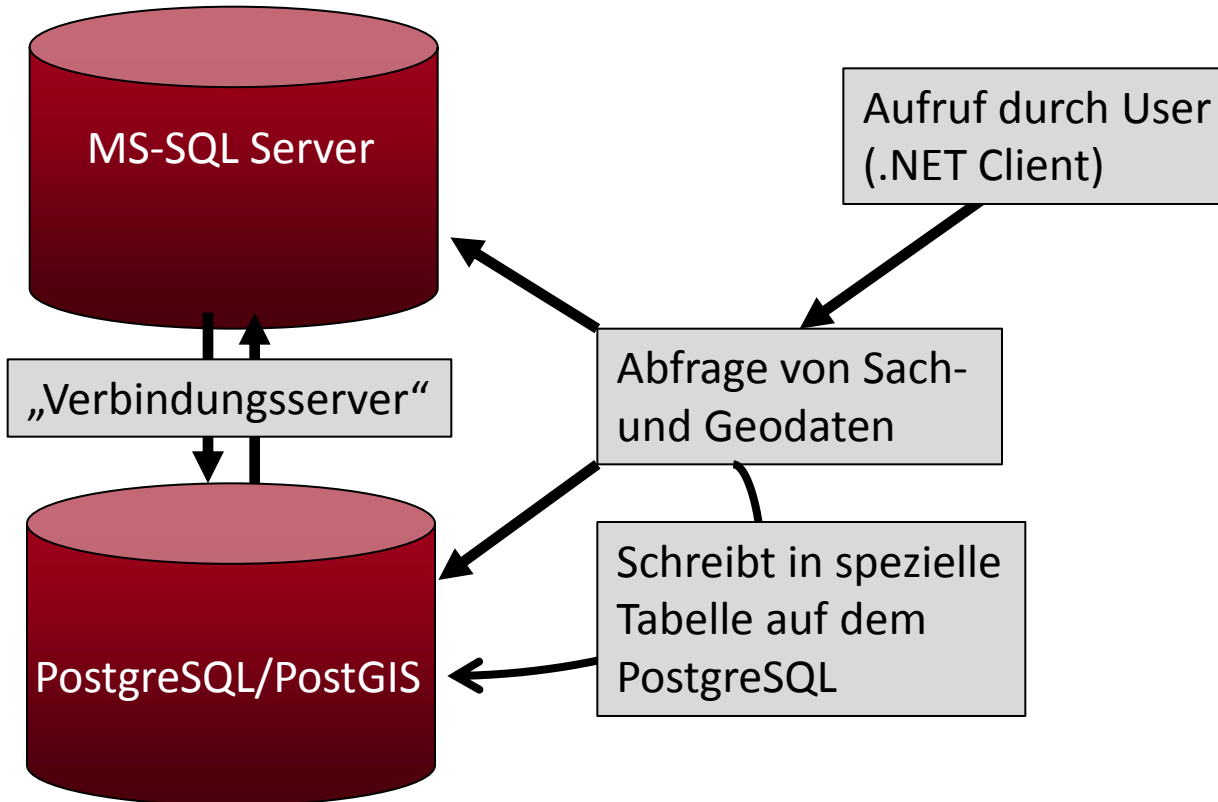 MS-SQL Server
Aufruf durch User
(.NET Client)
„Verbindungsserver“
Abfrage von Sach-
und Geodaten
Schreibt in spezielle
Tabelle auf dem
PostgreSQL
PostgreSQL/PostGIS